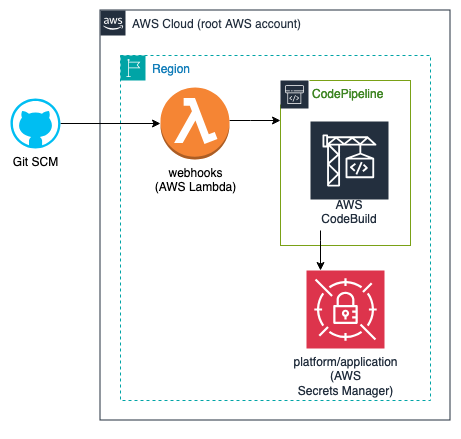 aws
AWS Cloud (root AWS account)
Region
CodePipeline
Git SCM
webhooks
(AWS Lambda)
AWS
CodeBuild
platform/application
(AWS
Secrets Manager)